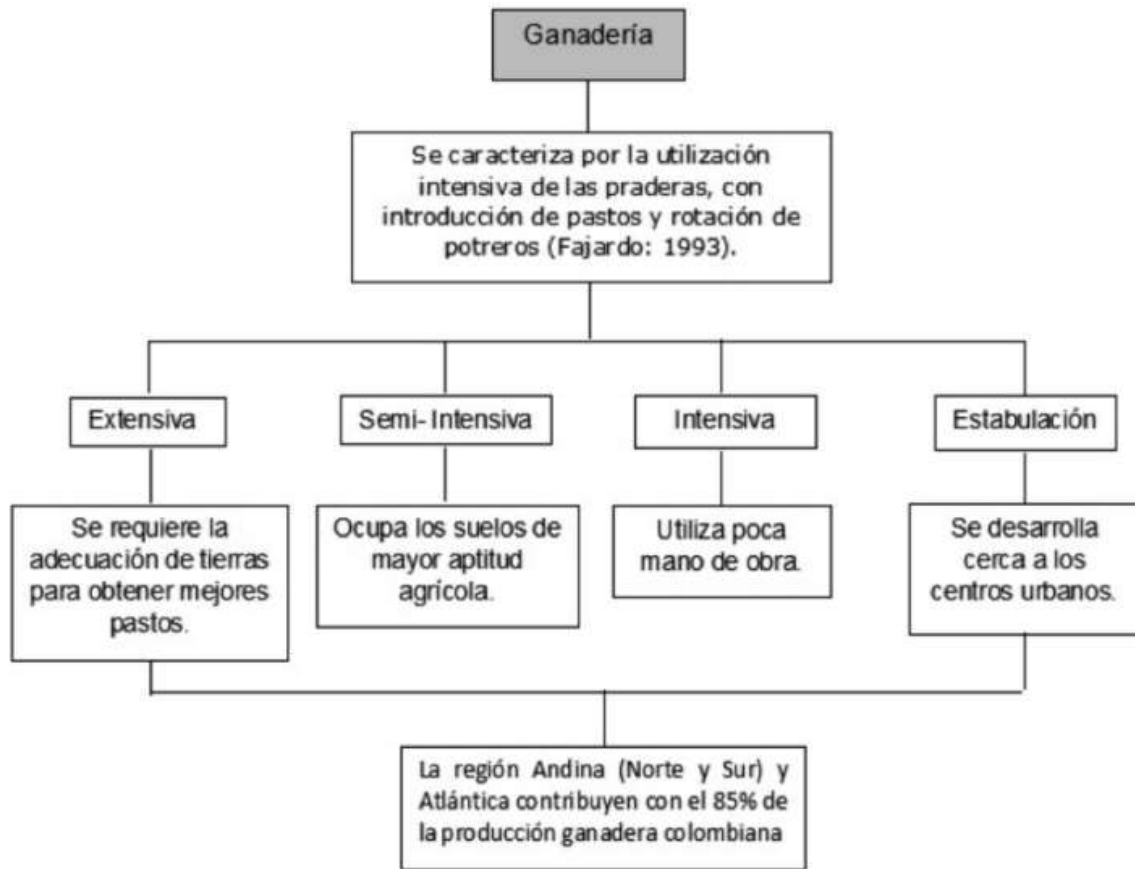 Ganadería
Se caracteriza por la utilización
intensiva de las praderas, con
introducción de pastos y rotación de
potreros (Fajardo: 1993).
Extensiva
Semi- Intensiva
Intensiva
Estabulación
Se requiere la
adecuación de tierras
para obtener mejores
pastos.
Ocupa los suelos de
mayor aptitud
agrícola.
Utiliza poca
mano de obra.
Se desarrolla
cerca a los
centros urbanos.
La región Andina (Norte y Sur) y
Atlántica contribuyen con el 85% de
la producción ganadera colombiana